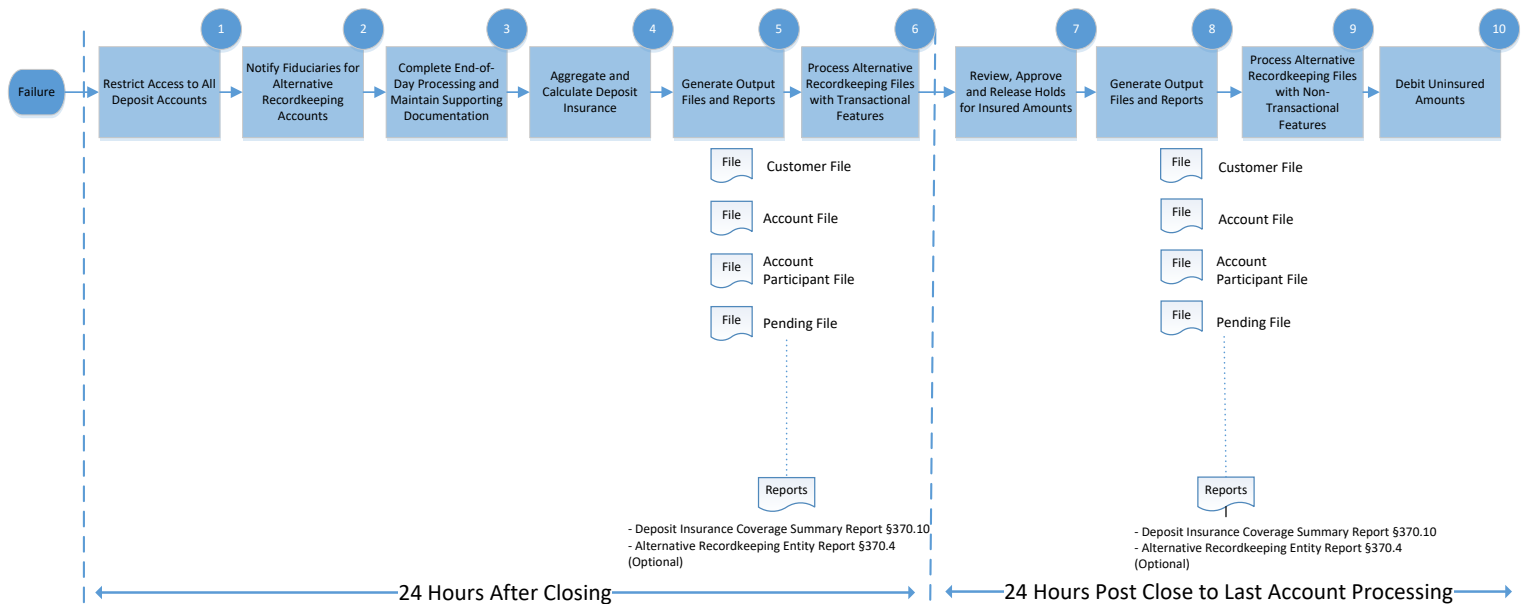 1
2
3
4
5
6
7
8
9
10
Failure
Restrict Access to All
Deposit Accounts
Notify Fiduciaries for
Alternative
Recordkeeping
Accounts
Complete End-of-
Day Processing and
Maintain Supporting
Documentation
Aggregate and
Calculate Deposit
Insurance
Generate Output
Files and Reports
Process Alternative
Recordkeeping Files
with Transactional
Features
Review, Approve
and Release Holds
for Insured Amounts
Generate Output
Files and Reports
Process Alternative
Recordkeeping Files
with Non-
Transactional
Features
Debit Uninsured
Amounts
File
Customer File
File
Account File
File
Account
Participant File
File
Pending File
Reports
- Deposit Insurance Coverage Summary Report §370.10
- Alternative Recordkeeping Entity Report §370.4
(Optional)
File
Customer File
File
Account File
File
Account
Participant File
File
Pending File
Reports
- Deposit Insurance Coverage Summary Report §370.10
- Alternative Recordkeeping Entity Report §370.4
(Optional)
24 Hours After Closing
24 Hours Post Close to Last Account Processing